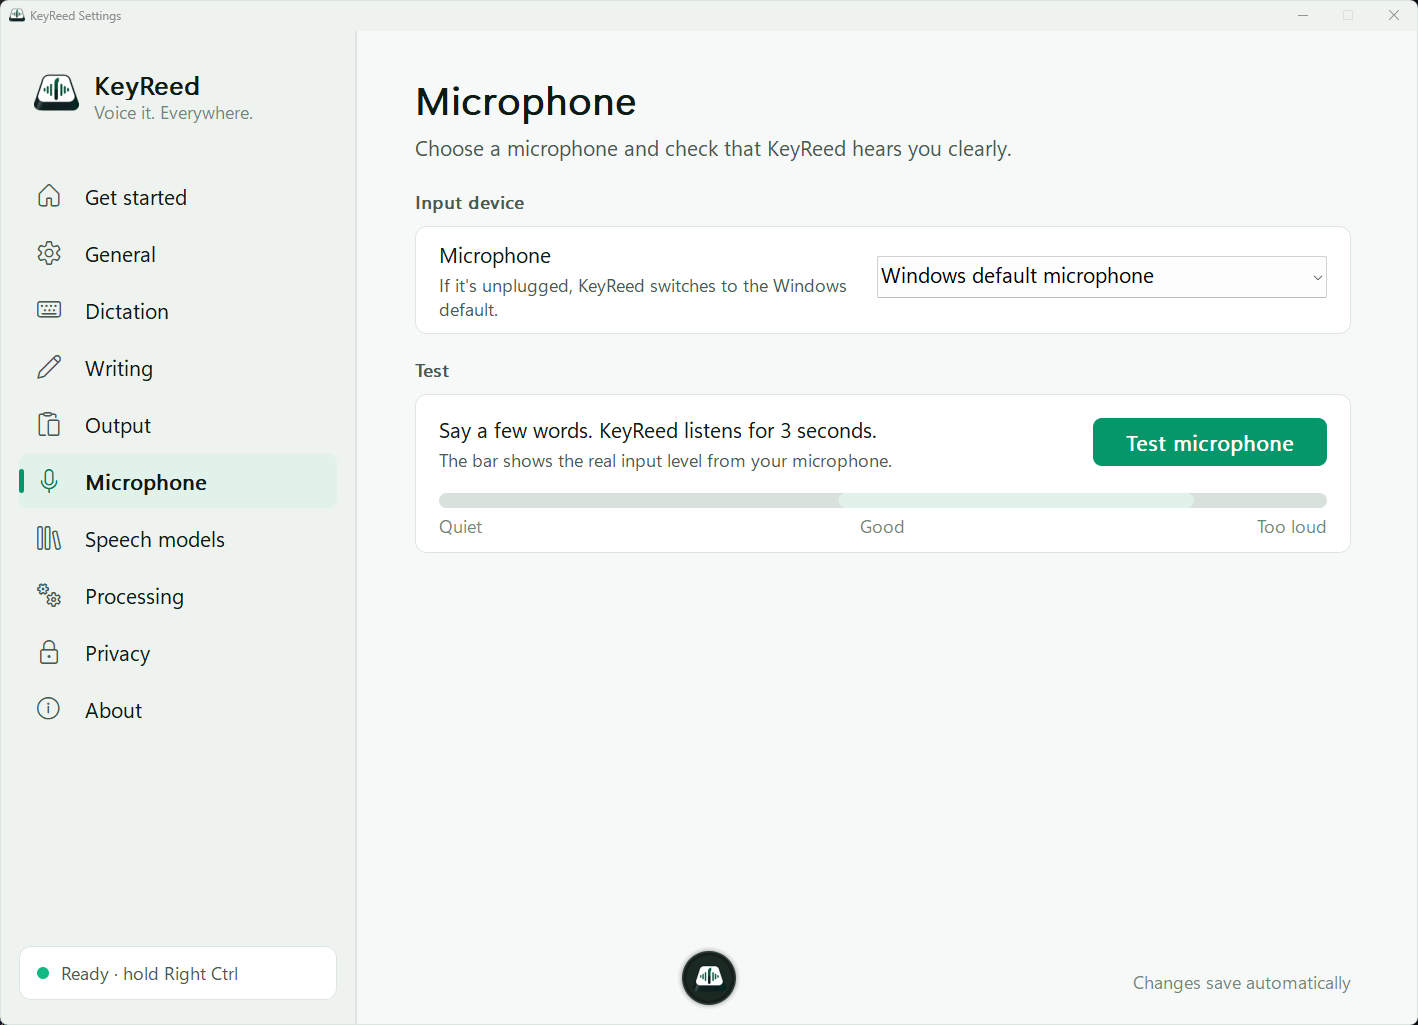 KeyReed Settings
KeyReed
Voice it. Everywhere.
Get started
General
Dictation
Writing
Output
Microphone
Speech models
Processing
Privacy
About
Ready · hold Right Ctrl
Microphone
Choose a microphone and check that KeyReed hears you clearly.
Input device
Microphone
If it's unplugged, KeyReed switches to the Windows
default.
Windows default microphone
Test
Say a few words. KeyReed listens for 3 seconds.
The bar shows the real input level from your microphone.
Test microphone
Quiet
Good
Too loud
Changes save automatically